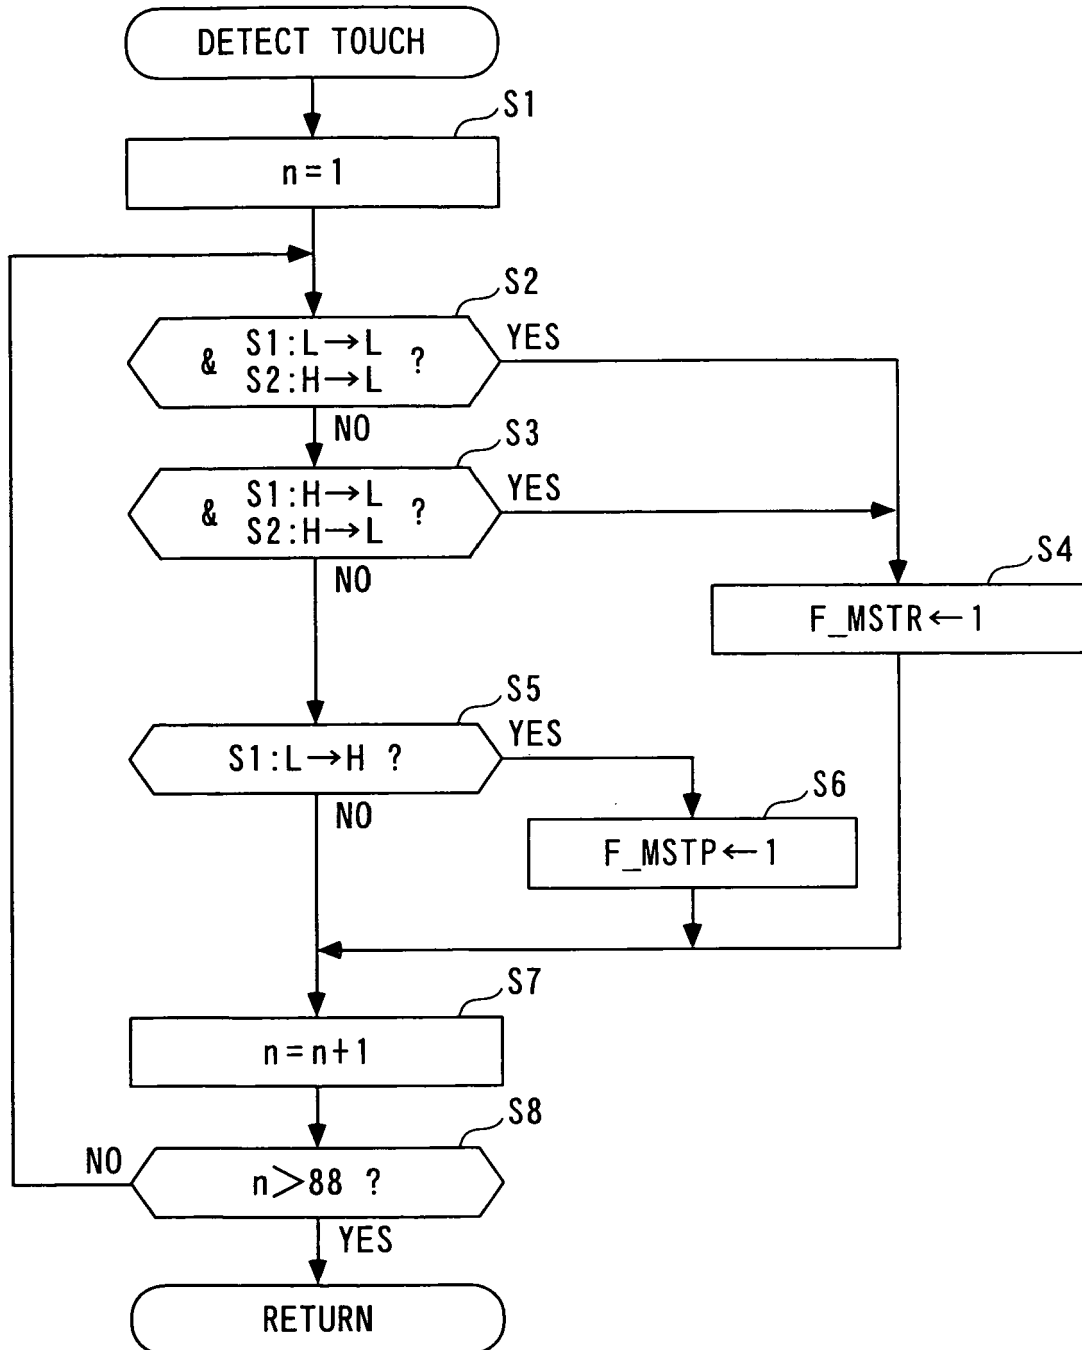 DETECT TOUCH
S1
n=1
S2
S1:L→L
& ?
S2:H→L
YES
NO
S3
S1:H→L
& ?
S2:H→L
YES
NO
S4
F_MSTR←1
S5
S1:L→H ?
YES
NO
S6
F_MSTP←1
S7
n=n+1
S8
n>88 ?
NO
YES
RETURN